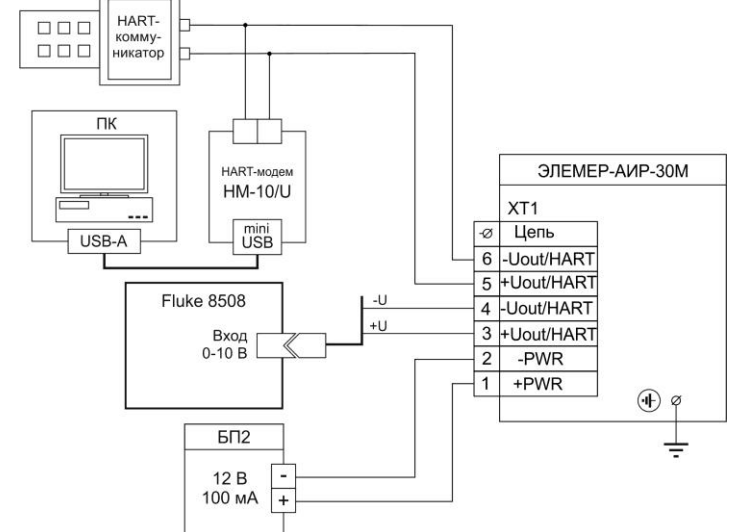 HART-
комму-
никатор
ПК
USB-A
HART-модем
HM-10/U
mini
USB
Fluke 8508
Вход
0-10 В
-U
+U
БП2
12 В
100 мА
-
+
ЭЛЕМЕР-АИР-30М
XT1
Цепь
6 -Uout/HART
5 +Uout/HART
4 -Uout/HART
3 +Uout/HART
2 -PWR
1 +PWR